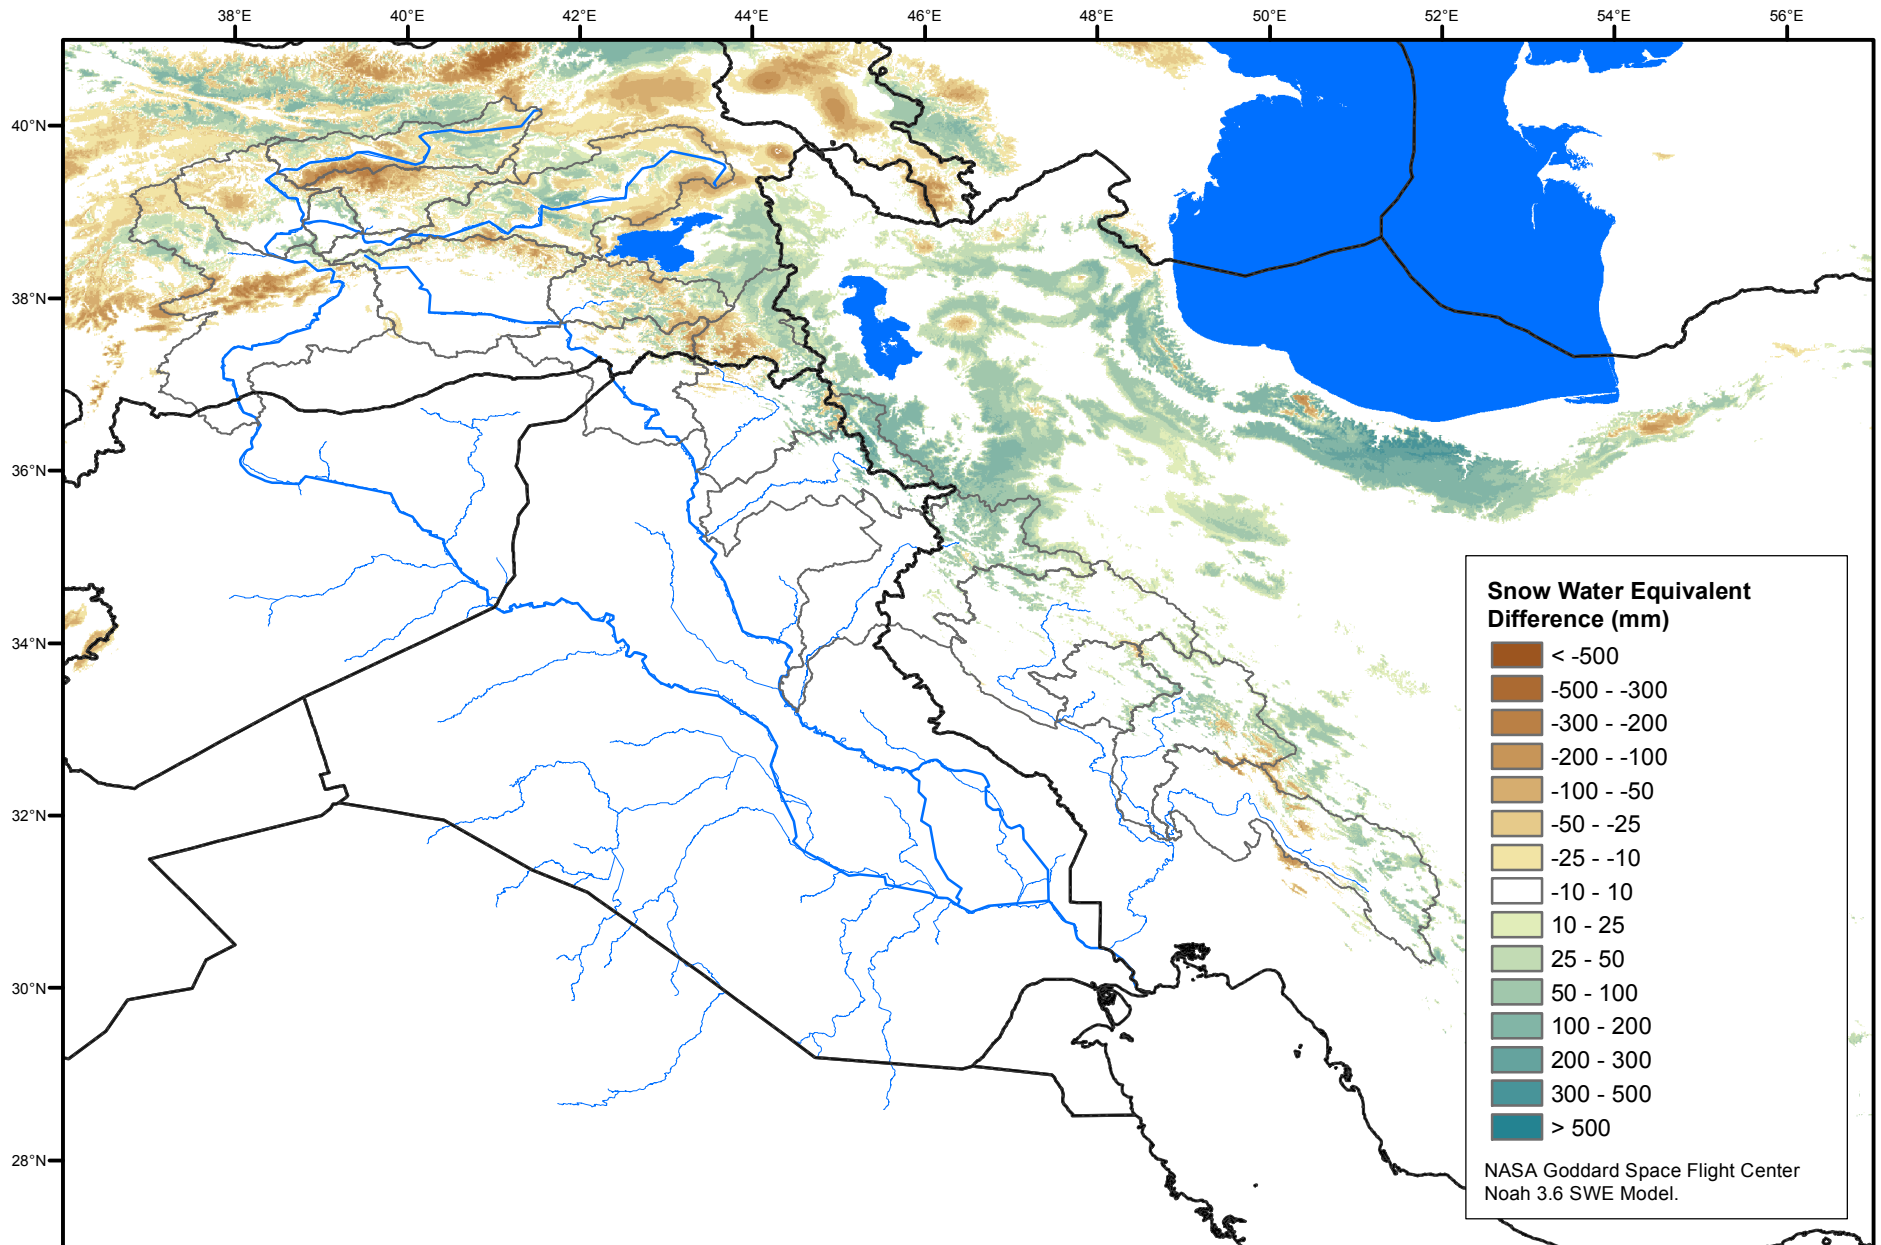 38°E 40°E 42°E 44°E 46°E 48°E 50°E 52°E 54°E 56°E
40°N
38°N
36°N
34°N
32°N
30°N
28°N
Snow Water Equivalent
Difference (mm)
< -500
-500 - -300
-300 - -200
-200 - -100
-100 - -50
-50 - -25
-25 - -10
-10 - 10
10 - 25
25 - 50
50 - 100
100 - 200
200 - 300
300 - 500
> 500
NASA Goddard Space Flight Center
Noah 3.6 SWE Model.